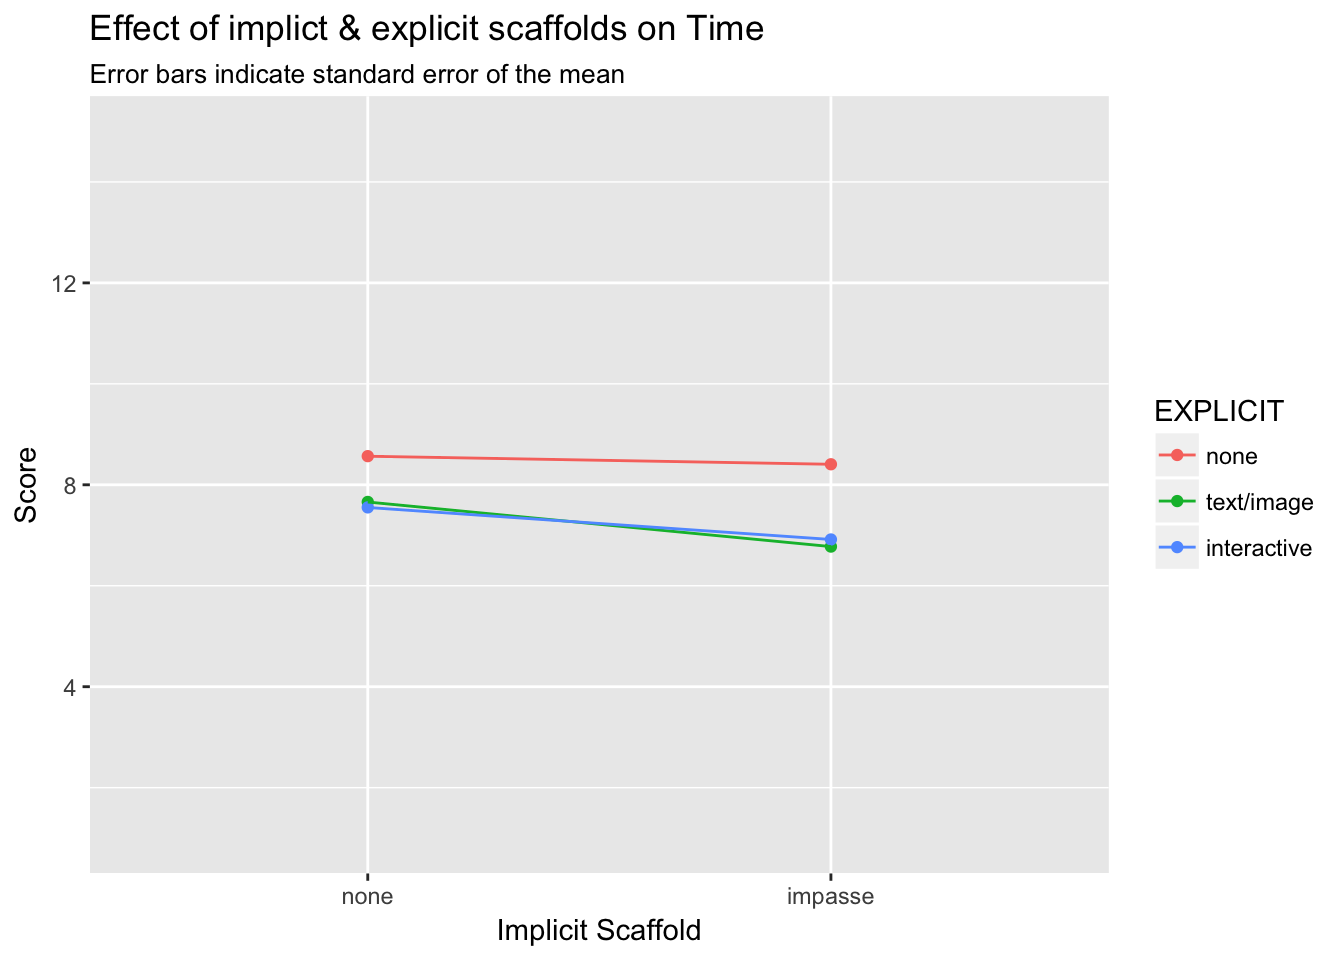 Effect of implict & explicit scaffolds on Time
Error bars indicate standard error of the mean
12
8
4
Score
none
impasse
Implicit Scaffold
EXPLICIT
none
text/image
interactive